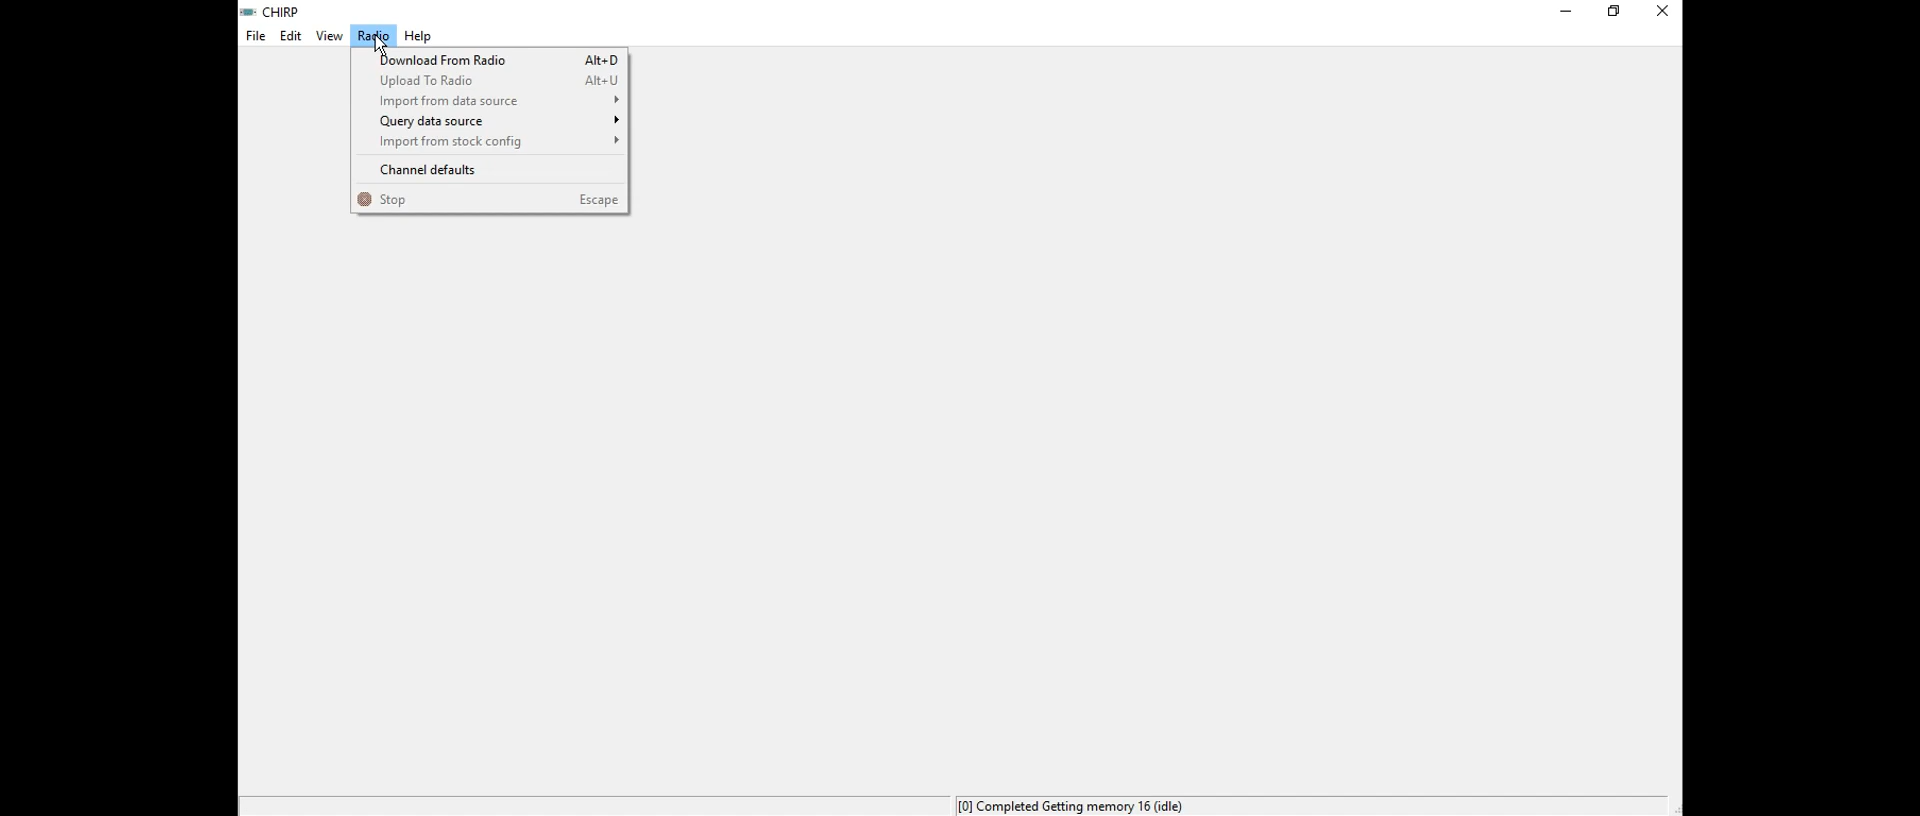 CHIRP
File Edit View Radio Help
Download From Radio Alt+D
Upload To Radio Alt+U
Import from data source
Query data source
Import from stock config
Channel defaults
Stop Escape
[0] Completed Getting memory 16 (idle)